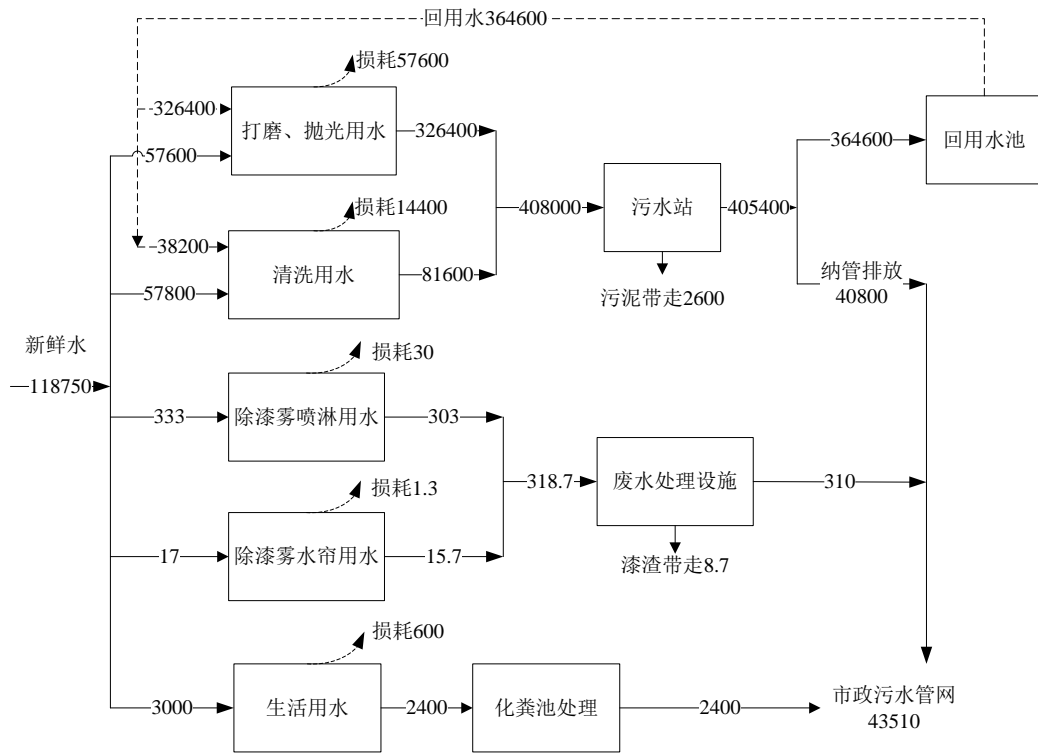 回用水364600
损耗57600
326400
打磨、抛光用水
326400
57600
364600
回用水池
损耗14400
408000
污水站
405400
38200
清洗用水
81600
57800
污泥带走2600
纳管排放
40800
新鲜水
118750
损耗30
333
除漆雾喷淋用水
303
318.7
废水处理设施
310
损耗1.3
17
除漆雾水帘用水
15.7
漆渣带走8.7
损耗600
3000
生活用水
2400
化粪池处理
2400
市政污水管网
43510